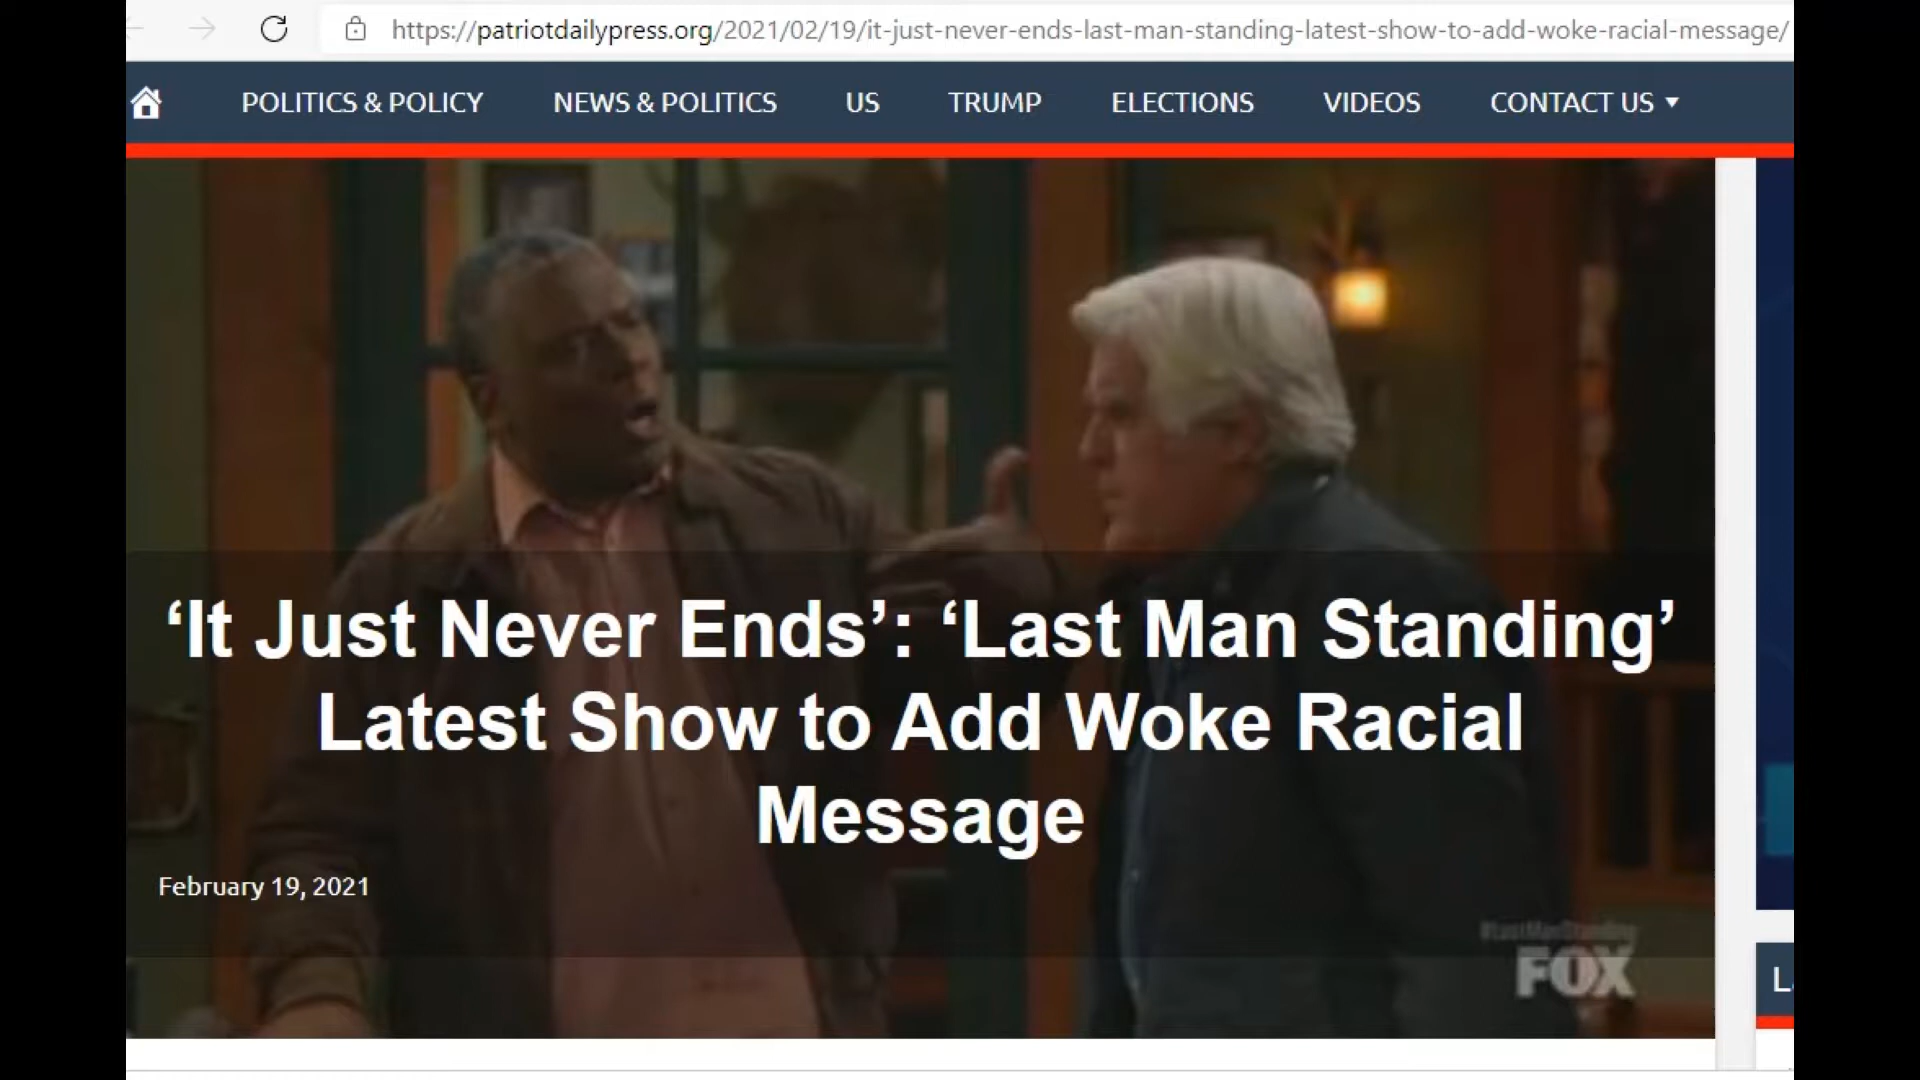 https://patriotdailypress.org/2021/02/19/it-just-never-ends-last-man-standing-latest-show-to-add-woke-racial-message/
POLITICS & POLICY NEWS & POLITICS US TRUMP ELECTIONS VIDEOS CONTACT US
‘It Just Never Ends’: ‘Last Man Standing’
Latest Show to Add Woke Racial
Message
February 19, 2021
#LastManStanding
FOX